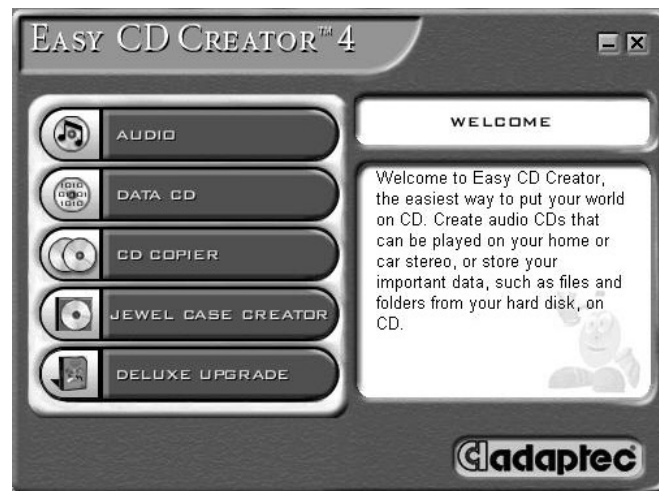 EASY CD CREATOR™ 4
AUDIO
DATA CD
CD COPIER
JEWEL CASE CREATOR
DELUXE UPGRADE
WELCOME
Welcome to Easy CD Creator,
the easiest way to put your world
on CD. Create audio CDs that
can be played on your home or
car stereo, or store your
important data, such as files and
folders from your hard disk, on
CD.
adaptec